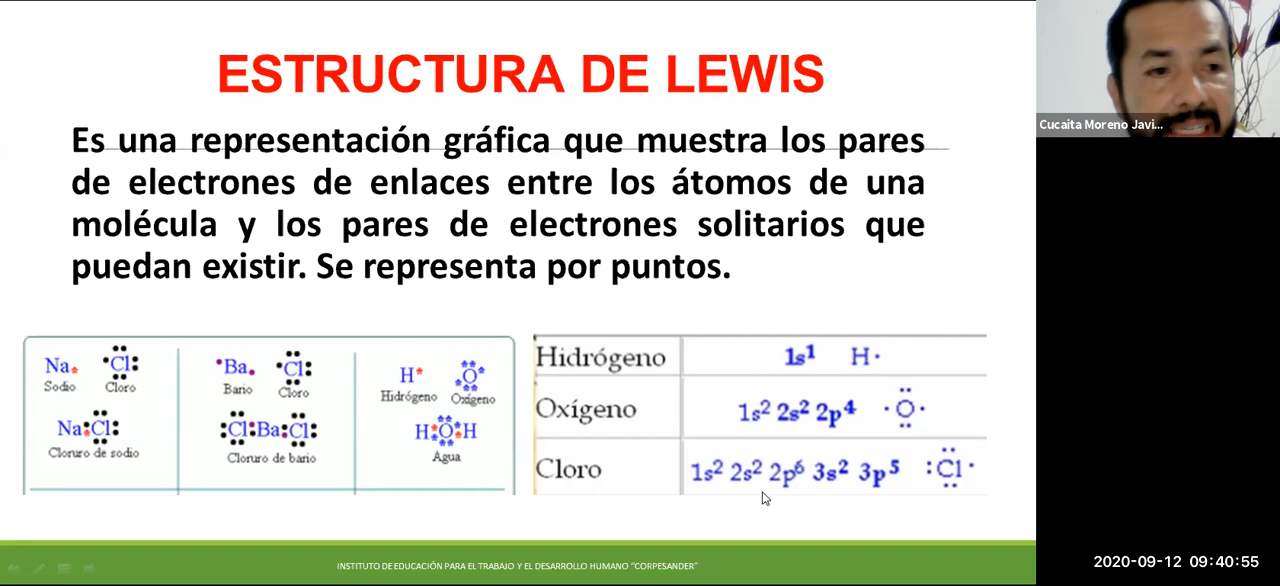 ESTRUCTURA DE LEWIS
Es una representación gráfica que muestra los pares
de electrones de enlaces entre los átomos de una
molécula y los pares de electrones solitarios que
puedan existir. Se representa por puntos.
Na Cl
Sodio Cloro
Na Cl
Cloruro de sodio
Ba Cl
Bario Cloro
Cl Ba Cl
Cloruro de bario
H O
Hidrógeno Oxígeno
H O H
Agua
Hidrógeno 1s¹ H·
Oxígeno 1s² 2s² 2p⁴ ·O·
Cloro 1s² 2s² 2p⁶ 3s² 3p⁵ :Cl·
INSTITUTO DE EDUCACIÓN PARA EL TRABAJO Y EL DESARROLLO HUMANO “CORPESANDER”
Cucaita Moreno Javi...
2020-09-12 09:40:55